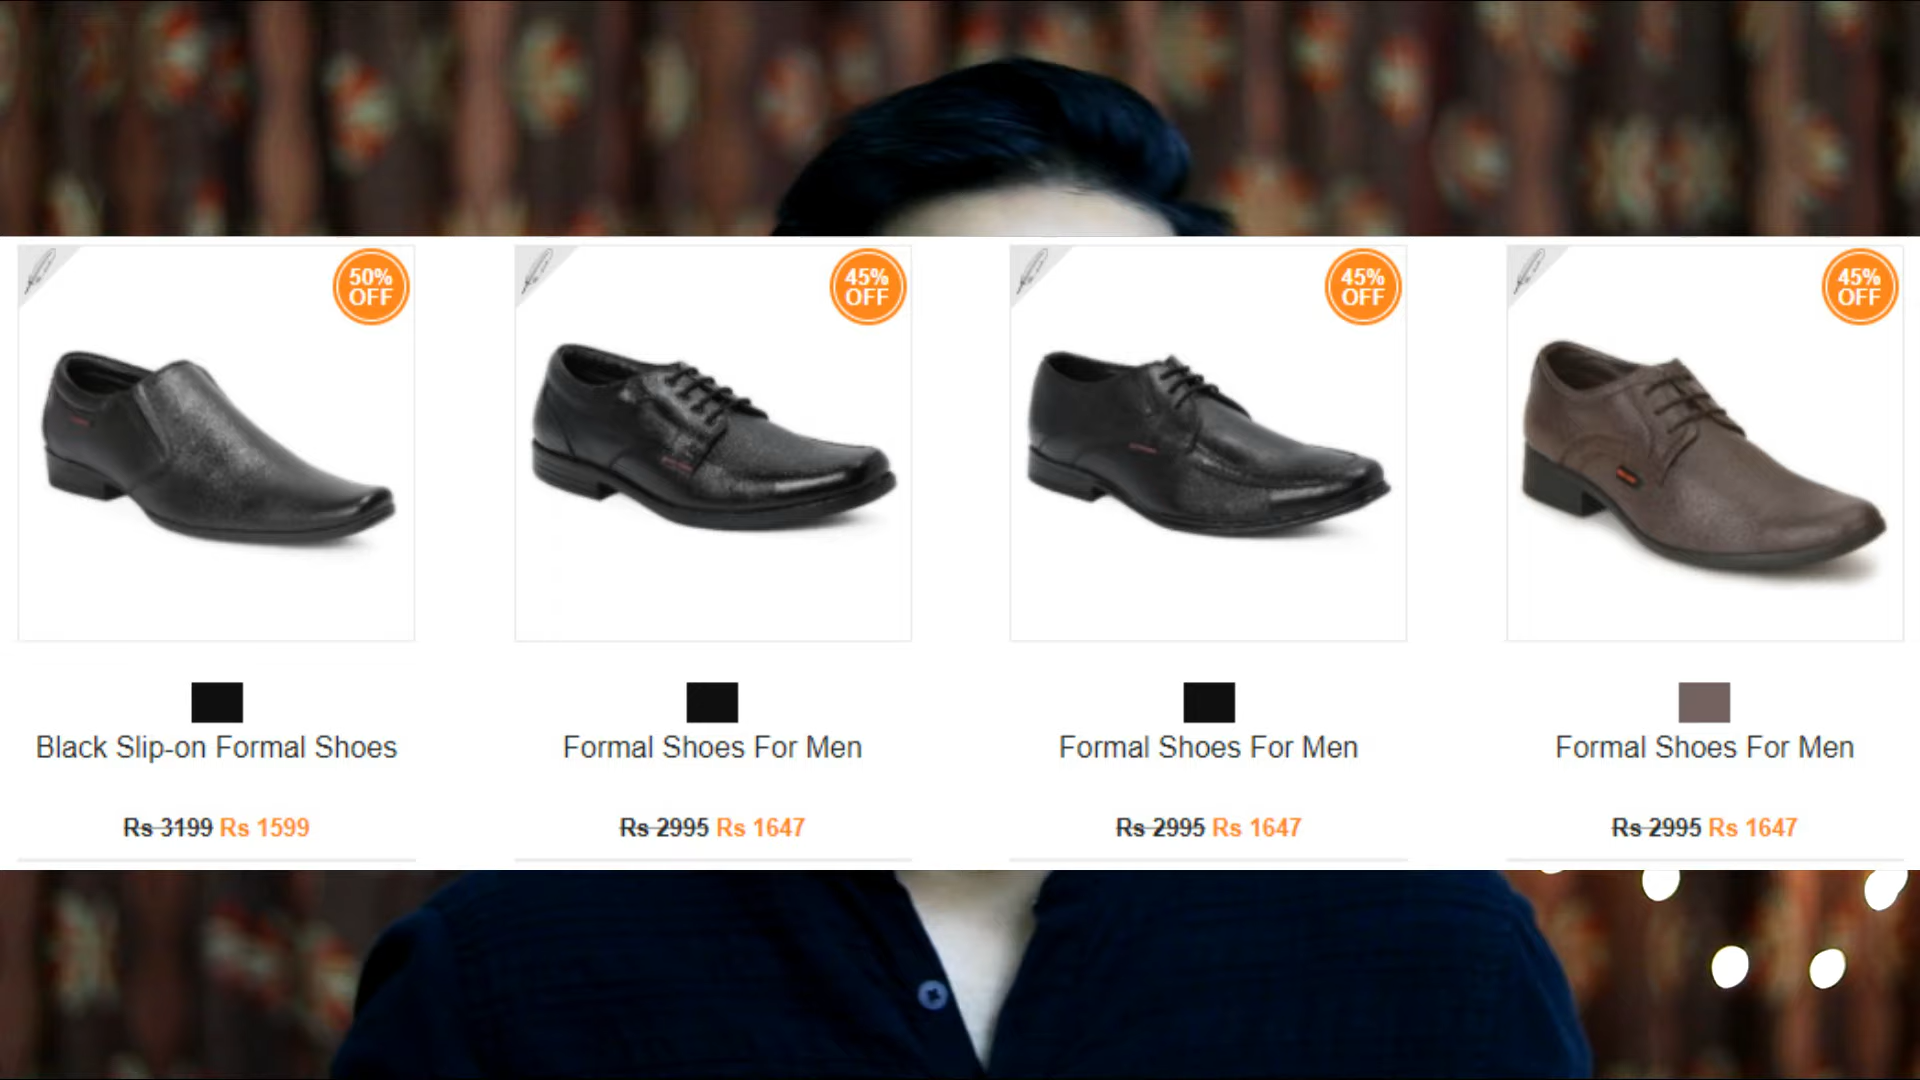 50%
OFF
45%
OFF
45%
OFF
45%
OFF
Black Slip-on Formal Shoes
Formal Shoes For Men
Formal Shoes For Men
Formal Shoes For Men
Rs 3199 Rs 1599
Rs 2995 Rs 1647
Rs 2995 Rs 1647
Rs 2995 Rs 1647